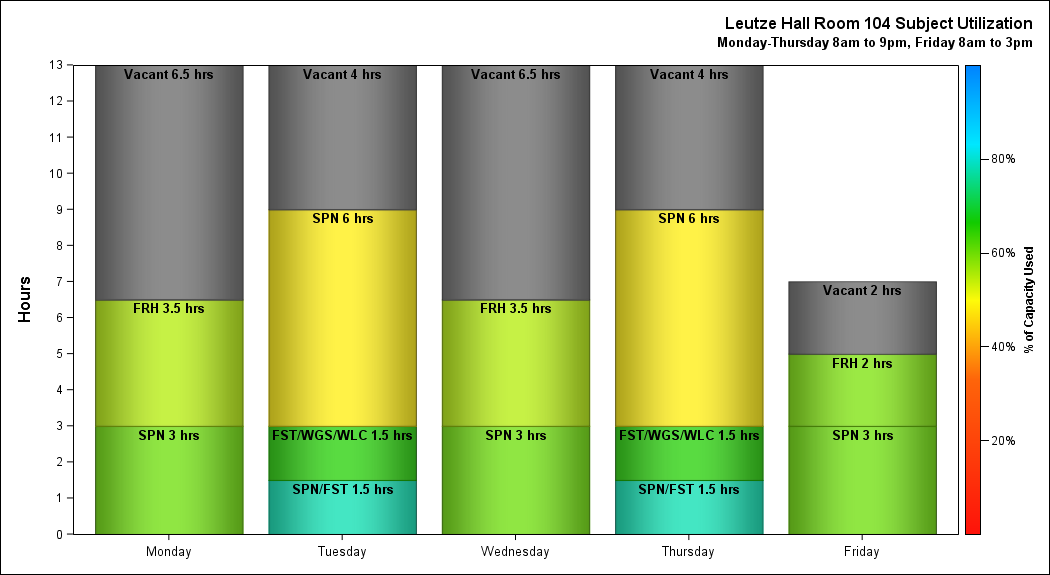 Leutze Hall Room 104 Subject Utilization
Monday-Thursday 8am to 9pm, Friday 8am to 3pm
Hours
13
12
11
10
9
8
7
6
5
4
3
2
1
0
Vacant 6.5 hrs
FRH 3.5 hrs
SPN 3 hrs
Monday
Vacant 4 hrs
SPN 6 hrs
FST/WGS/WLC 1.5 hrs
SPN/FST 1.5 hrs
Tuesday
Vacant 6.5 hrs
FRH 3.5 hrs
SPN 3 hrs
Wednesday
Vacant 4 hrs
SPN 6 hrs
FST/WGS/WLC 1.5 hrs
SPN/FST 1.5 hrs
Thursday
Vacant 2 hrs
FRH 2 hrs
SPN 3 hrs
Friday
80%
60%
40%
20%
% of Capacity Used